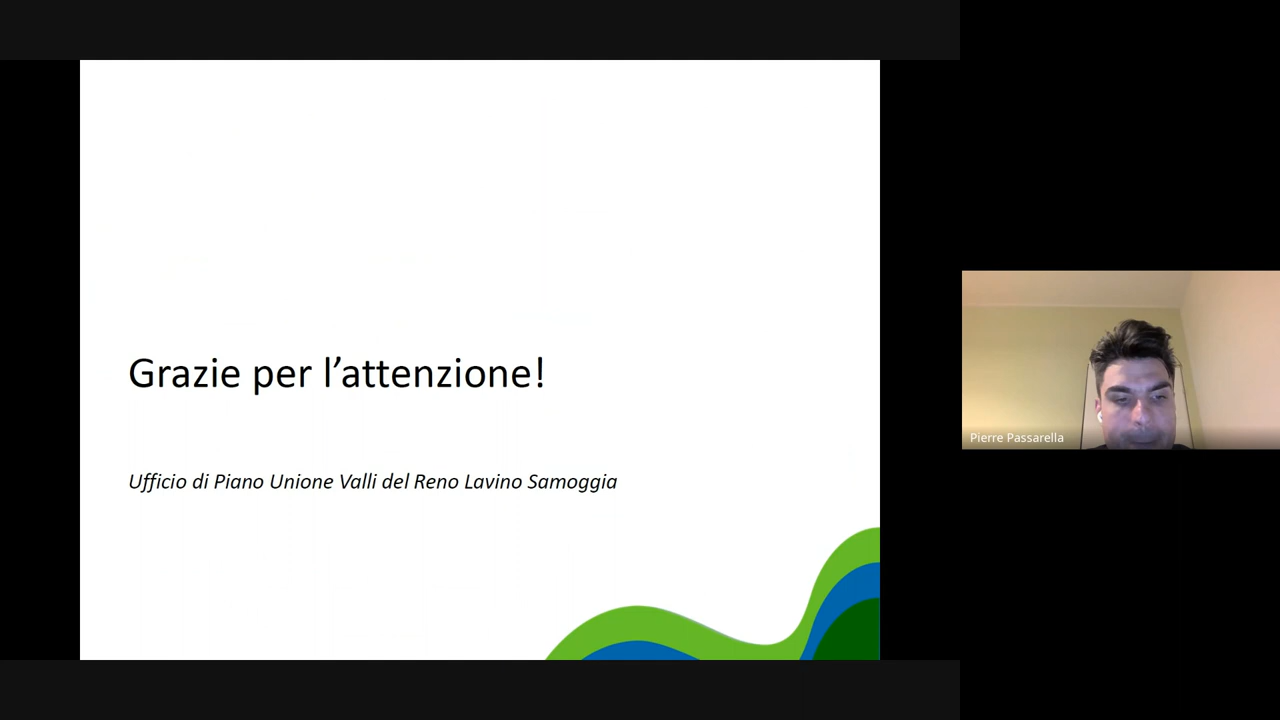 Grazie per l’attenzione!
Ufficio di Piano Unione Valli del Reno Lavino Samoggia
Pierre Passarella